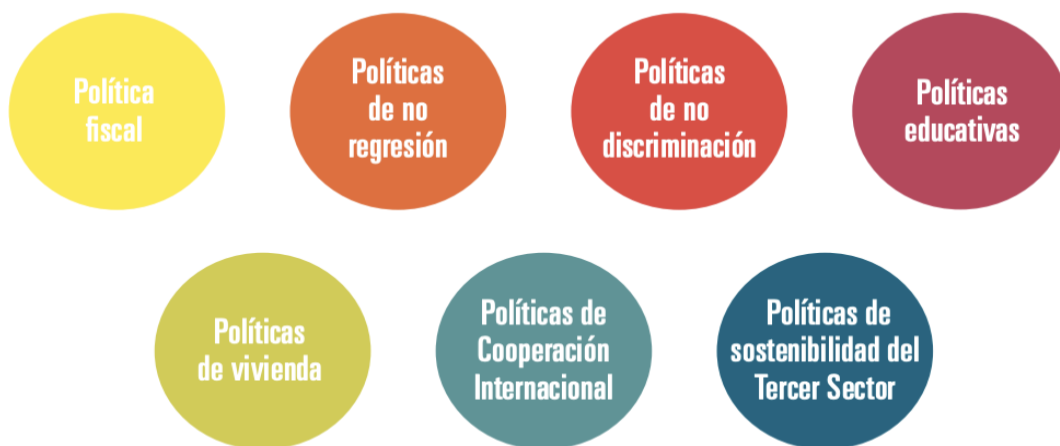 Política
fiscal
Políticas
de no
regresión
Políticas
de no
discriminación
Políticas
educativas
Políticas
de vivienda
Políticas de
Cooperación
Internacional
Políticas de
sostenibilidad del
Tercer Sector